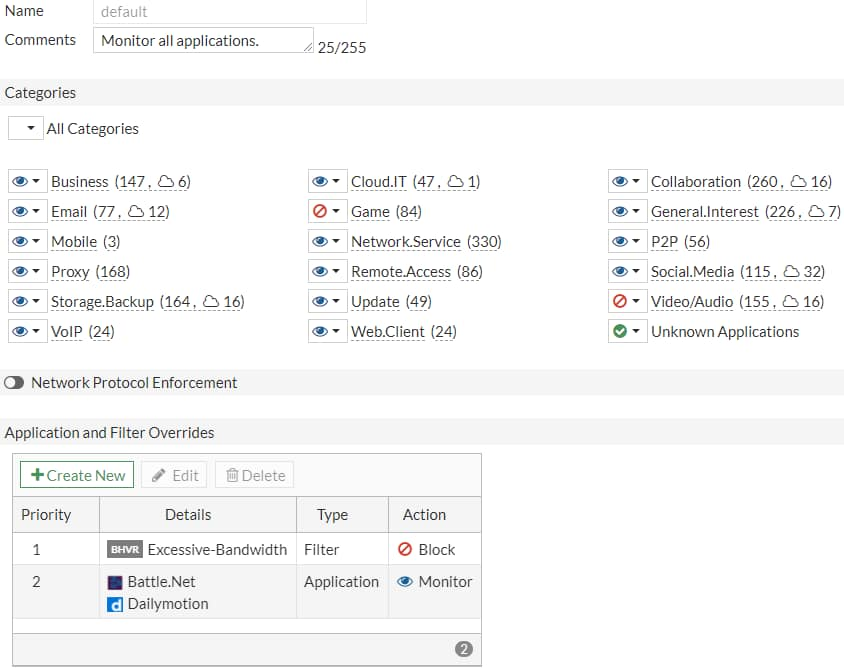 Name default
Comments Monitor all applications. 25/255
Categories
All Categories
Business (147, 6) Cloud.IT (47, 1) Collaboration (260, 16)
Email (77, 12) Game (84) General.Interest (226, 7)
Mobile (3) Network.Service (330) P2P (56)
Proxy (168) Remote.Access (86) Social.Media (115, 32)
Storage.Backup (164, 16) Update (49) Video/Audio (155, 16)
VoIP (24) Web.Client (24) Unknown Applications
Network Protocol Enforcement
Application and Filter Overrides
Create New Edit Delete
Priority Details Type Action
1 BHVR Excessive-Bandwidth Filter Block
2 Battle.Net Application Monitor
d Dailymotion
2